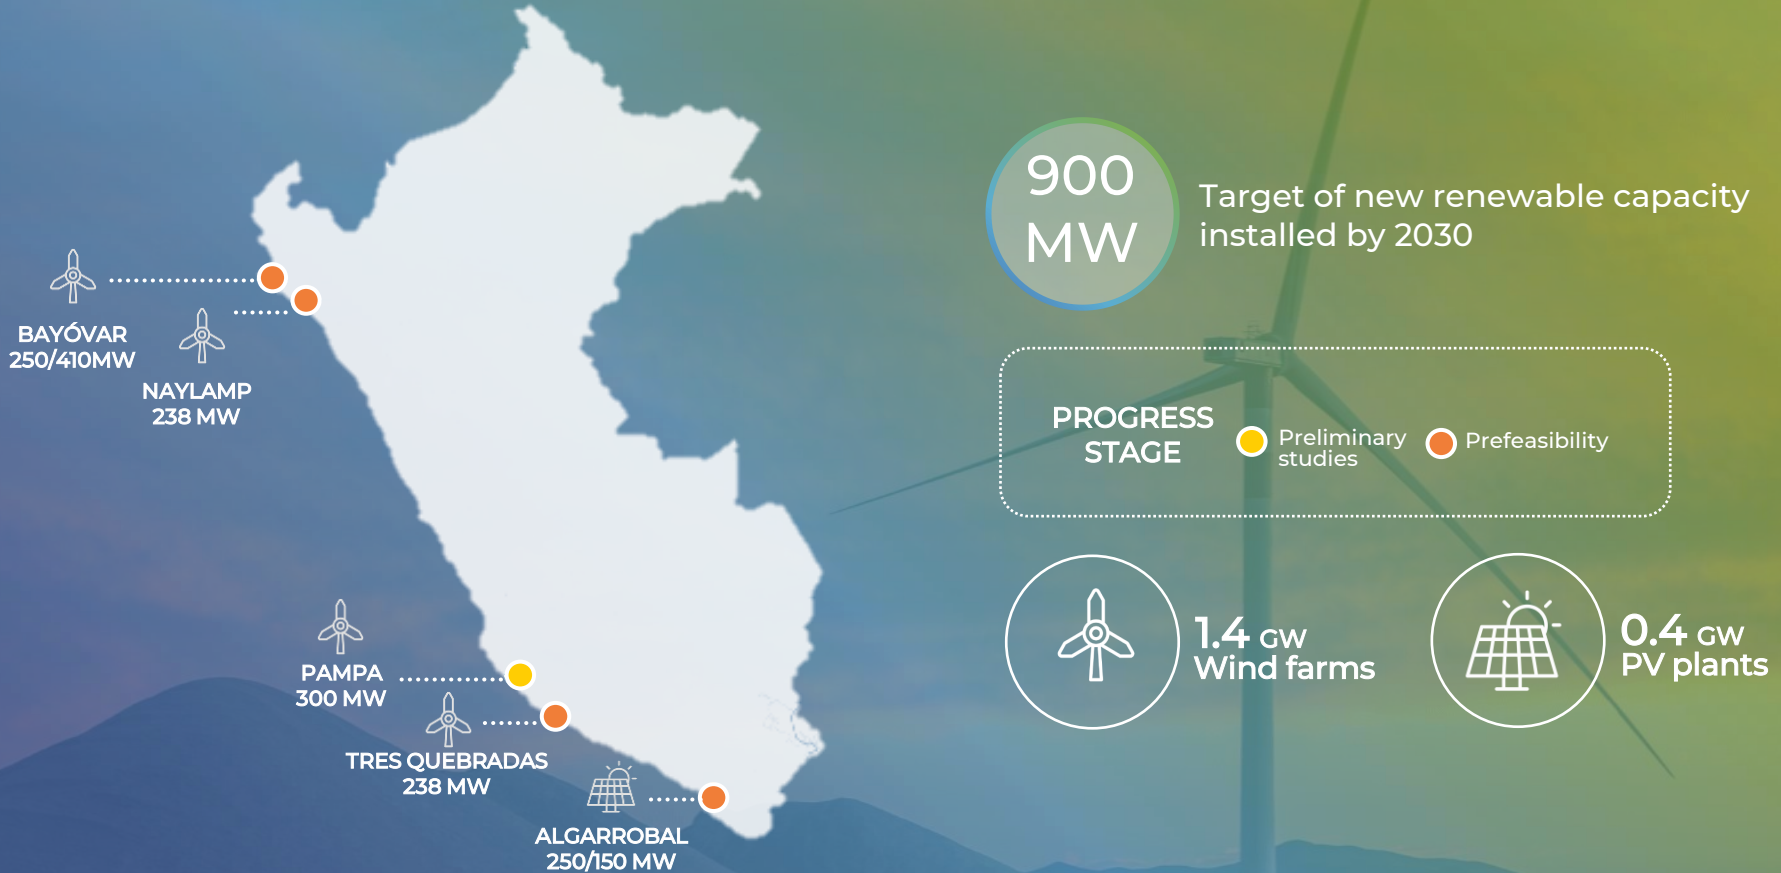 900
MW
Target of new renewable capacity
installed by 2030
BAYÓVAR
250/410MW
NAYLAMP
238 MW
PROGRESS
STAGE
Preliminary
studies
Prefeasibility
PAMPA
300 MW
TRES QUEBRADAS
238 MW
ALGARROBAL
250/150 MW
1.4 GW
Wind farms
0.4 GW
PV plants